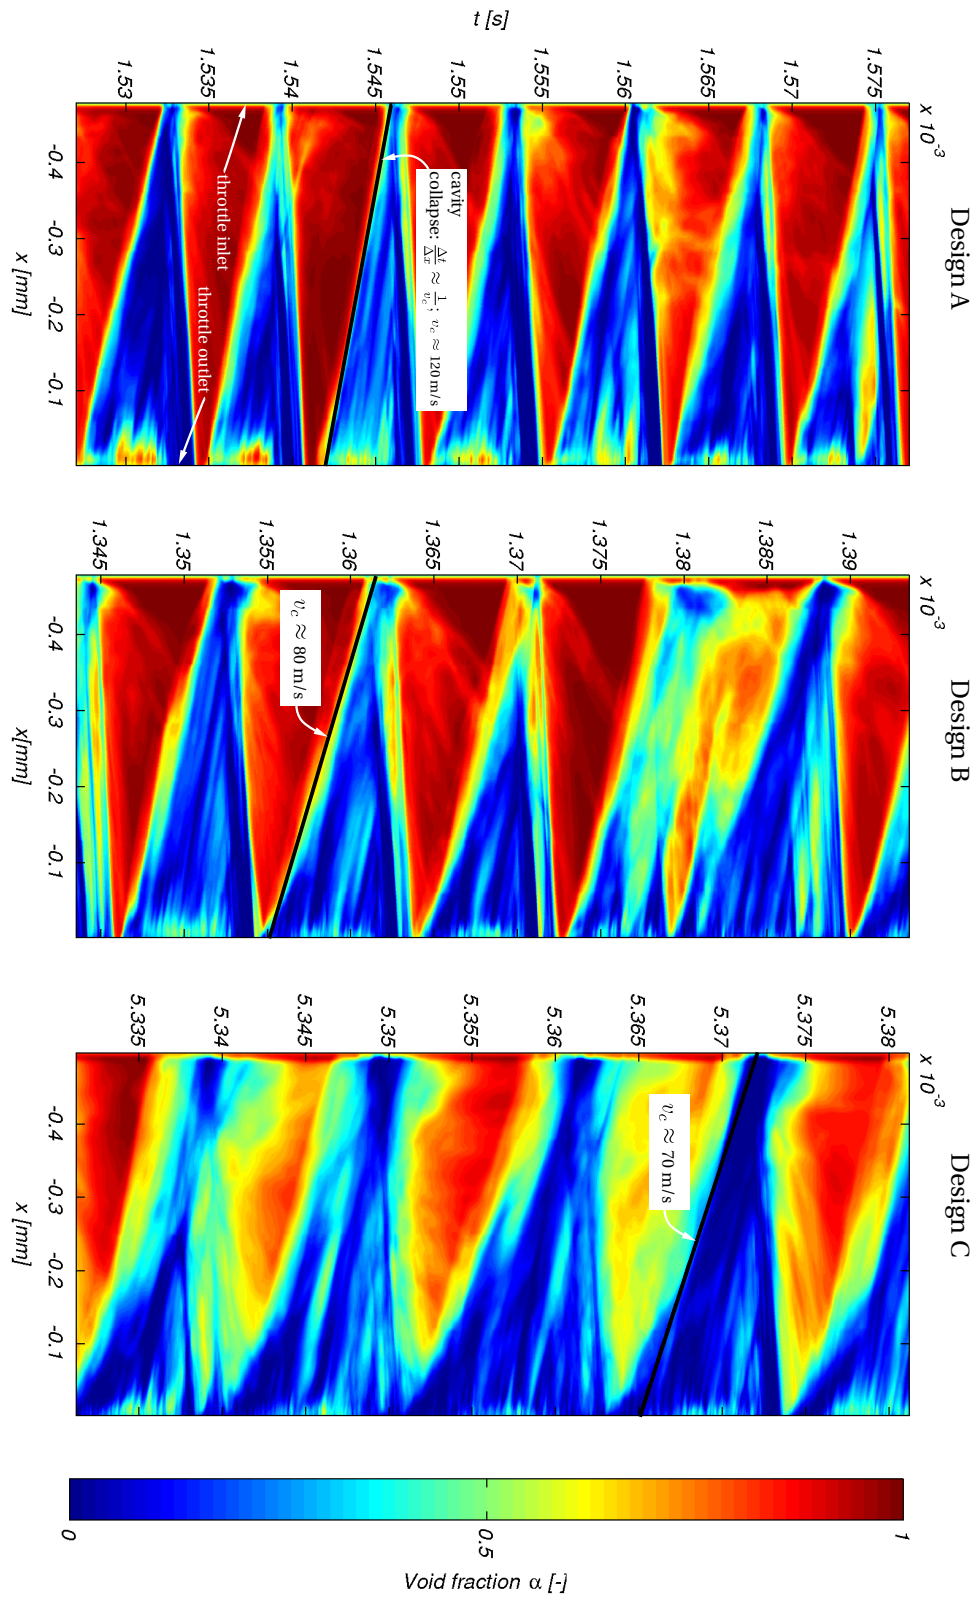 t [s]
Design A
x 10⁻³
1.575
1.57
1.565
1.56
1.555
1.55
1.545
1.54
1.535
1.53
cavity
collapse: Δt/Δx ≈ 1/v_c; v_c ≈ 120 m/s
throttle inlet
throttle outlet
-0.4 -0.3 -0.2 -0.1
x [mm]
Design B
x 10⁻³
1.39
1.385
1.38
1.375
1.37
1.365
1.36
1.355
1.35
1.345
v_c ≈ 80 m/s
-0.4 -0.3 -0.2 -0.1
x[mm]
Design C
x 10⁻³
5.38
5.375
5.37
5.365
5.36
5.355
5.35
5.345
5.34
5.335
v_c ≈ 70 m/s
-0.4 -0.3 -0.2 -0.1
x [mm]
1
0.5
0
Void fraction α [-]